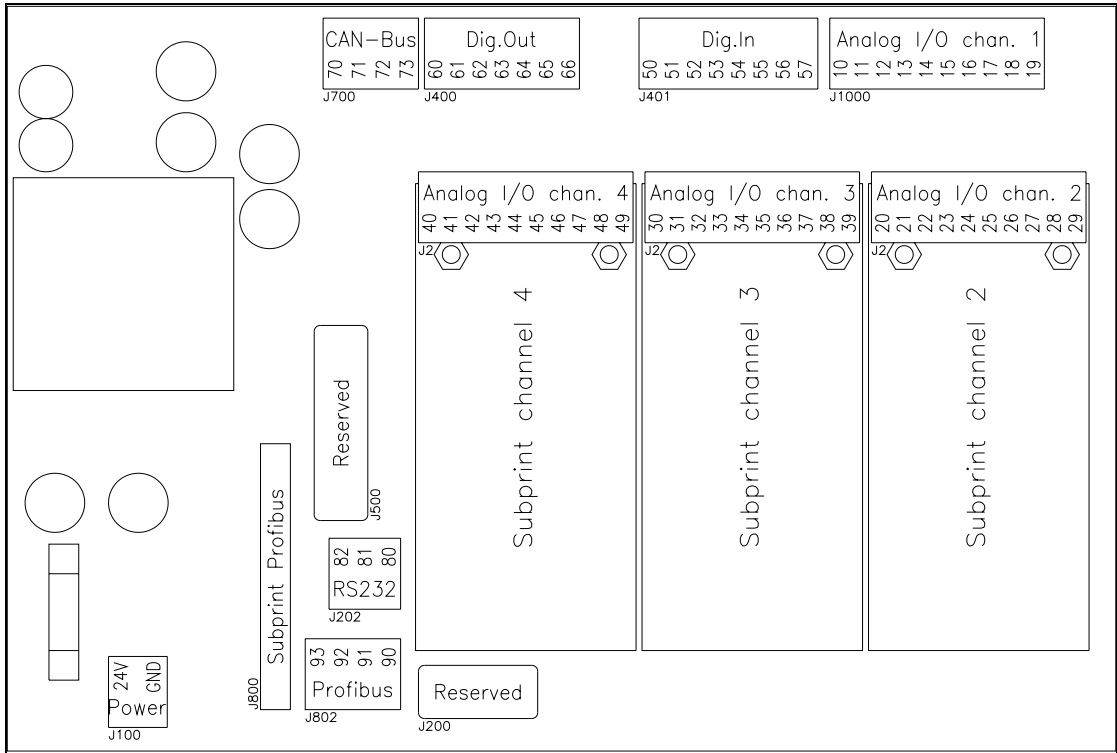 CAN-Bus
70 71 72 73
J700
Dig.Out
60 61 62 63 64 65 66
J400
Dig.In
50 51 52 53 54 55 56 57
J401
Analog I/O chan. 1
10 11 12 13 14 15 16 17 18 19
J1000
Analog I/O chan. 4
40 41 42 43 44 45 46 47 48 49
J2
Subprint channel 4
Analog I/O chan. 3
30 31 32 33 34 35 36 37 38 39
J2
Subprint channel 3
Analog I/O chan. 2
20 21 22 23 24 25 26 27 28 29
J2
Subprint channel 2
Reserved
J500
Subprint Profibus
J800
82 81 80
RS232
J202
93 92 91 90
Profibus
J802
Reserved
J200
24V GND
Power
J100